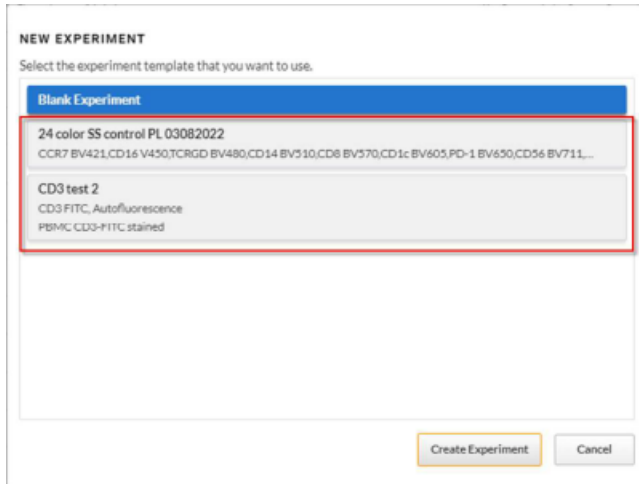 NEW EXPERIMENT
Select the experiment template that you want to use.
Blank Experiment
24 color SS control PL 03082022
CCR7 BV421,CD16 V450,TCRGD BV480,CD14 BV510,CD8 BV570,CD1c BV605,PD-1 BV650,CD56 BV711,...
CD3 test 2
CD3 FITC, Autofluorescence
PBMC CD3-FITC stained
Create Experiment
Cancel